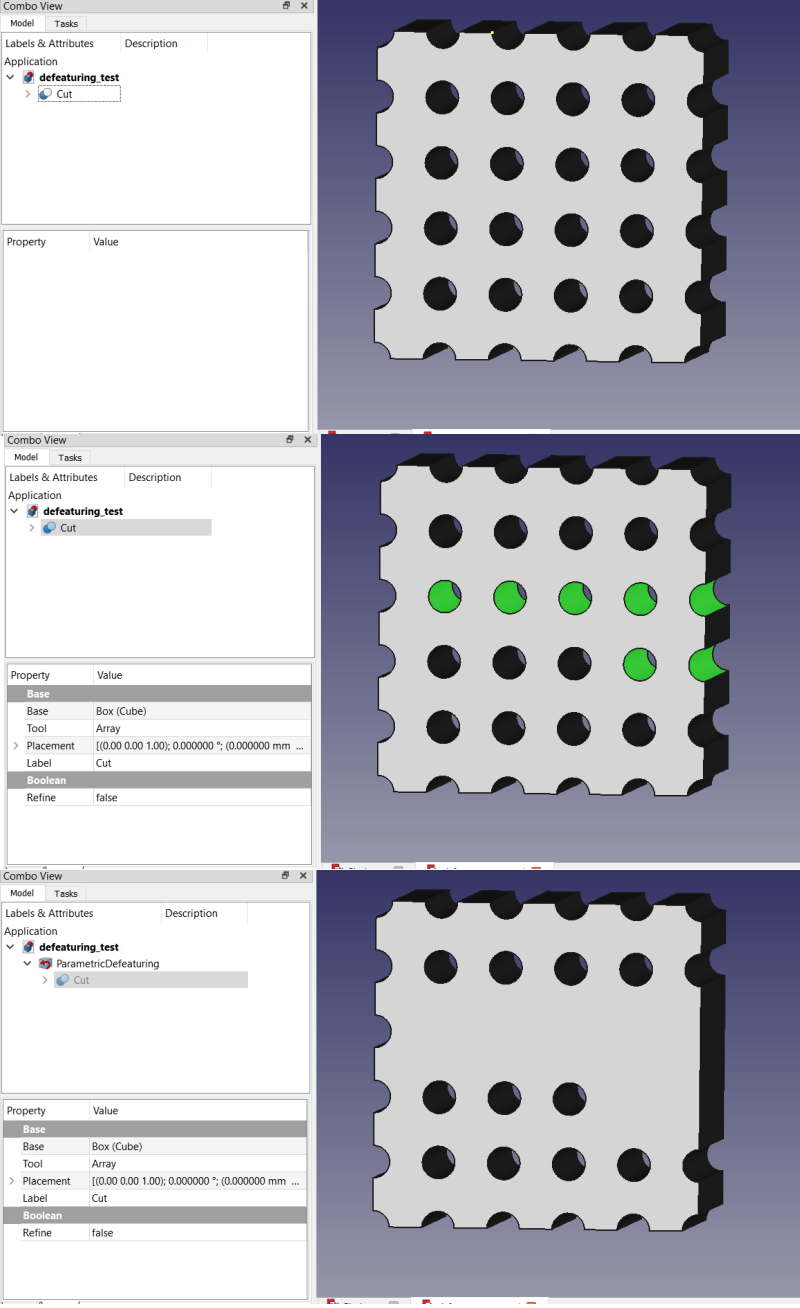 Combo View
Model Tasks
Labels & Attributes Description
Application
defeaturing_test
Cut
Property Value
Combo View
Model Tasks
Labels & Attributes Description
Application
defeaturing_test
Cut
Property Value
Base
Base Box (Cube)
Tool Array
Placement [(0.00 0.00 1.00); 0.000000 °; (0.000000 mm ...
Label Cut
Boolean
Refine false
Combo View
Model Tasks
Labels & Attributes Description
Application
defeaturing_test
ParametricDefeaturing
Cut
Property Value
Base
Base Box (Cube)
Tool Array
Placement [(0.00 0.00 1.00); 0.000000 °; (0.000000 mm ...
Label Cut
Boolean
Refine false